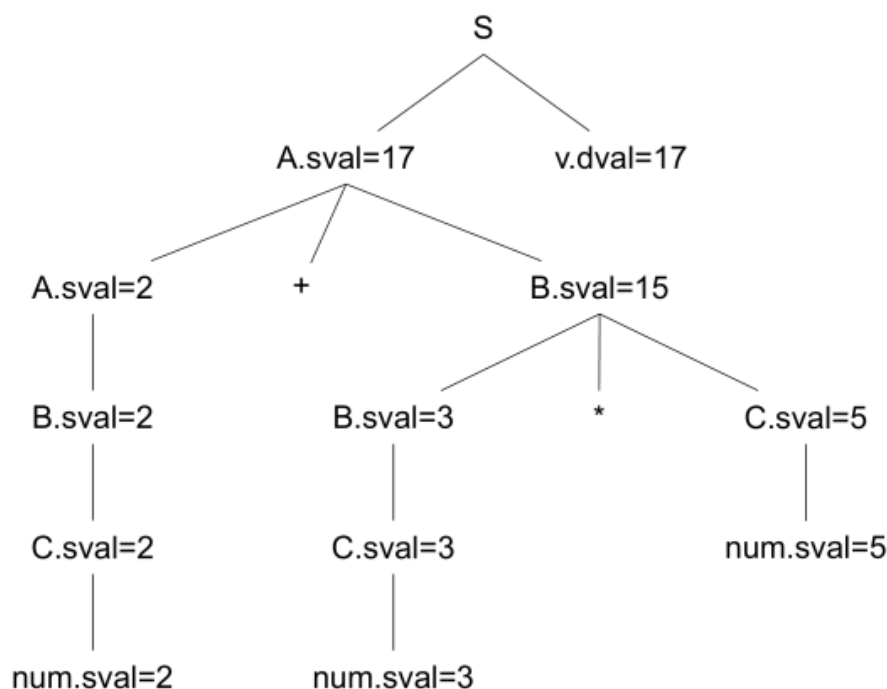 S
A.sval=17 v.dval=17
A.sval=2 + B.sval=15
B.sval=2 B.sval=3 * C.sval=5
C.sval=2 C.sval=3 num.sval=5
num.sval=2 num.sval=3